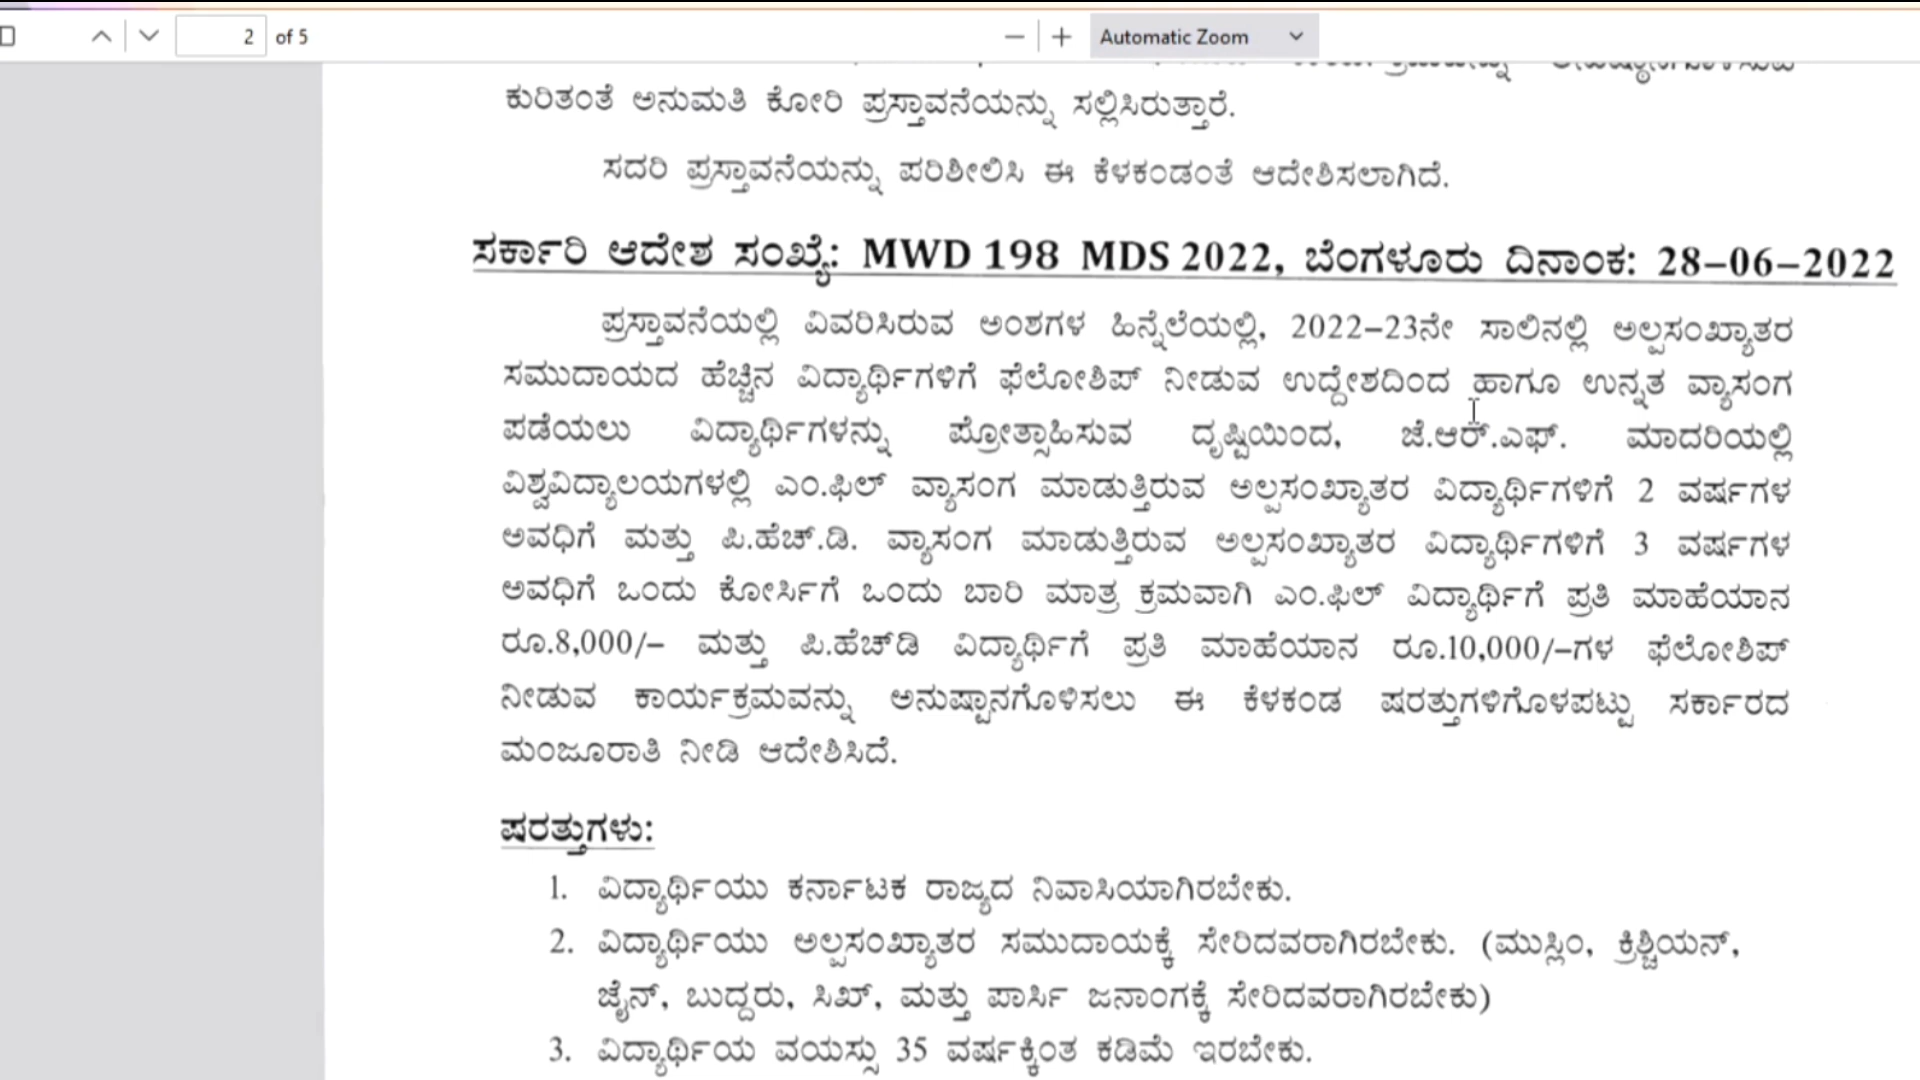 2 of 5 Automatic Zoom
ಕುರಿತಂತೆ ಅನುಮತಿ ಕೋರಿ ಪ್ರಸ್ತಾವನೆಯನ್ನು ಸಲ್ಲಿಸಿರುತ್ತಾರೆ.
ಸದರಿ ಪ್ರಸ್ತಾವನೆಯನ್ನು ಪರಿಶೀಲಿಸಿ ಈ ಕೆಳಕಂಡಂತೆ ಆದೇಶಿಸಲಾಗಿದೆ.
ಸರ್ಕಾರಿ ಆದೇಶ ಸಂಖ್ಯೆ: MWD 198 MDS 2022, ಬೆಂಗಳೂರು ದಿನಾಂಕ: 28-06-2022
ಪ್ರಸ್ತಾವನೆಯಲ್ಲಿ ವಿವರಿಸಿರುವ ಅಂಶಗಳ ಹಿನ್ನೆಲೆಯಲ್ಲಿ, 2022-23ನೇ ಸಾಲಿನಲ್ಲಿ ಅಲ್ಪಸಂಖ್ಯಾತರ
ಸಮುದಾಯದ ಹೆಚ್ಚಿನ ವಿದ್ಯಾರ್ಥಿಗಳಿಗೆ ಫೆಲೋಶಿಪ್ ನೀಡುವ ಉದ್ದೇಶದಿಂದ ಹಾಗೂ ಉನ್ನತ ವ್ಯಾಸಂಗ
ಪಡೆಯಲು ವಿದ್ಯಾರ್ಥಿಗಳನ್ನು ಪ್ರೋತ್ಸಾಹಿಸುವ ದೃಷ್ಟಿಯಿಂದ, ಜೆ.ಆರ್.ಎಫ್. ಮಾದರಿಯಲ್ಲಿ
ವಿಶ್ವವಿದ್ಯಾಲಯಗಳಲ್ಲಿ ಎಂ.ಫಿಲ್ ವ್ಯಾಸಂಗ ಮಾಡುತ್ತಿರುವ ಅಲ್ಪಸಂಖ್ಯಾತರ ವಿದ್ಯಾರ್ಥಿಗಳಿಗೆ 2 ವರ್ಷಗಳ
ಅವಧಿಗೆ ಮತ್ತು ಪಿ.ಹೆಚ್.ಡಿ. ವ್ಯಾಸಂಗ ಮಾಡುತ್ತಿರುವ ಅಲ್ಪಸಂಖ್ಯಾತರ ವಿದ್ಯಾರ್ಥಿಗಳಿಗೆ 3 ವರ್ಷಗಳ
ಅವಧಿಗೆ ಒಂದು ಕೋರ್ಸಿಗೆ ಒಂದು ಬಾರಿ ಮಾತ್ರ ಕ್ರಮವಾಗಿ ಎಂ.ಫಿಲ್ ವಿದ್ಯಾರ್ಥಿಗೆ ಪ್ರತಿ ಮಾಹೆಯಾನ
ರೂ.8,000/- ಮತ್ತು ಪಿ.ಹೆಚ್‌ಡಿ ವಿದ್ಯಾರ್ಥಿಗೆ ಪ್ರತಿ ಮಾಹೆಯಾನ ರೂ.10,000/-ಗಳ ಫೆಲೋಶಿಪ್
ನೀಡುವ ಕಾರ್ಯಕ್ರಮವನ್ನು ಅನುಷ್ಠಾನಗೊಳಿಸಲು ಈ ಕೆಳಕಂಡ ಷರತ್ತುಗಳಿಗೊಳಪಟ್ಟು ಸರ್ಕಾರದ
ಮಂಜೂರಾತಿ ನೀಡಿ ಆದೇಶಿಸಿದೆ.
ಷರತ್ತುಗಳು:
1. ವಿದ್ಯಾರ್ಥಿಯು ಕರ್ನಾಟಕ ರಾಜ್ಯದ ನಿವಾಸಿಯಾಗಿರಬೇಕು.
2. ವಿದ್ಯಾರ್ಥಿಯು ಅಲ್ಪಸಂಖ್ಯಾತರ ಸಮುದಾಯಕ್ಕೆ ಸೇರಿದವರಾಗಿರಬೇಕು. (ಮುಸ್ಲಿಂ, ಕ್ರಿಶ್ಚಿಯನ್,
ಜೈನ್, ಬುದ್ದರು, ಸಿಖ್, ಮತ್ತು ಪಾರ್ಸಿ ಜನಾಂಗಕ್ಕೆ ಸೇರಿದವರಾಗಿರಬೇಕು)
3. ವಿದ್ಯಾರ್ಥಿಯ ವಯಸ್ಸು 35 ವರ್ಷಕ್ಕಿಂತ ಕಡಿಮೆ ಇರಬೇಕು.